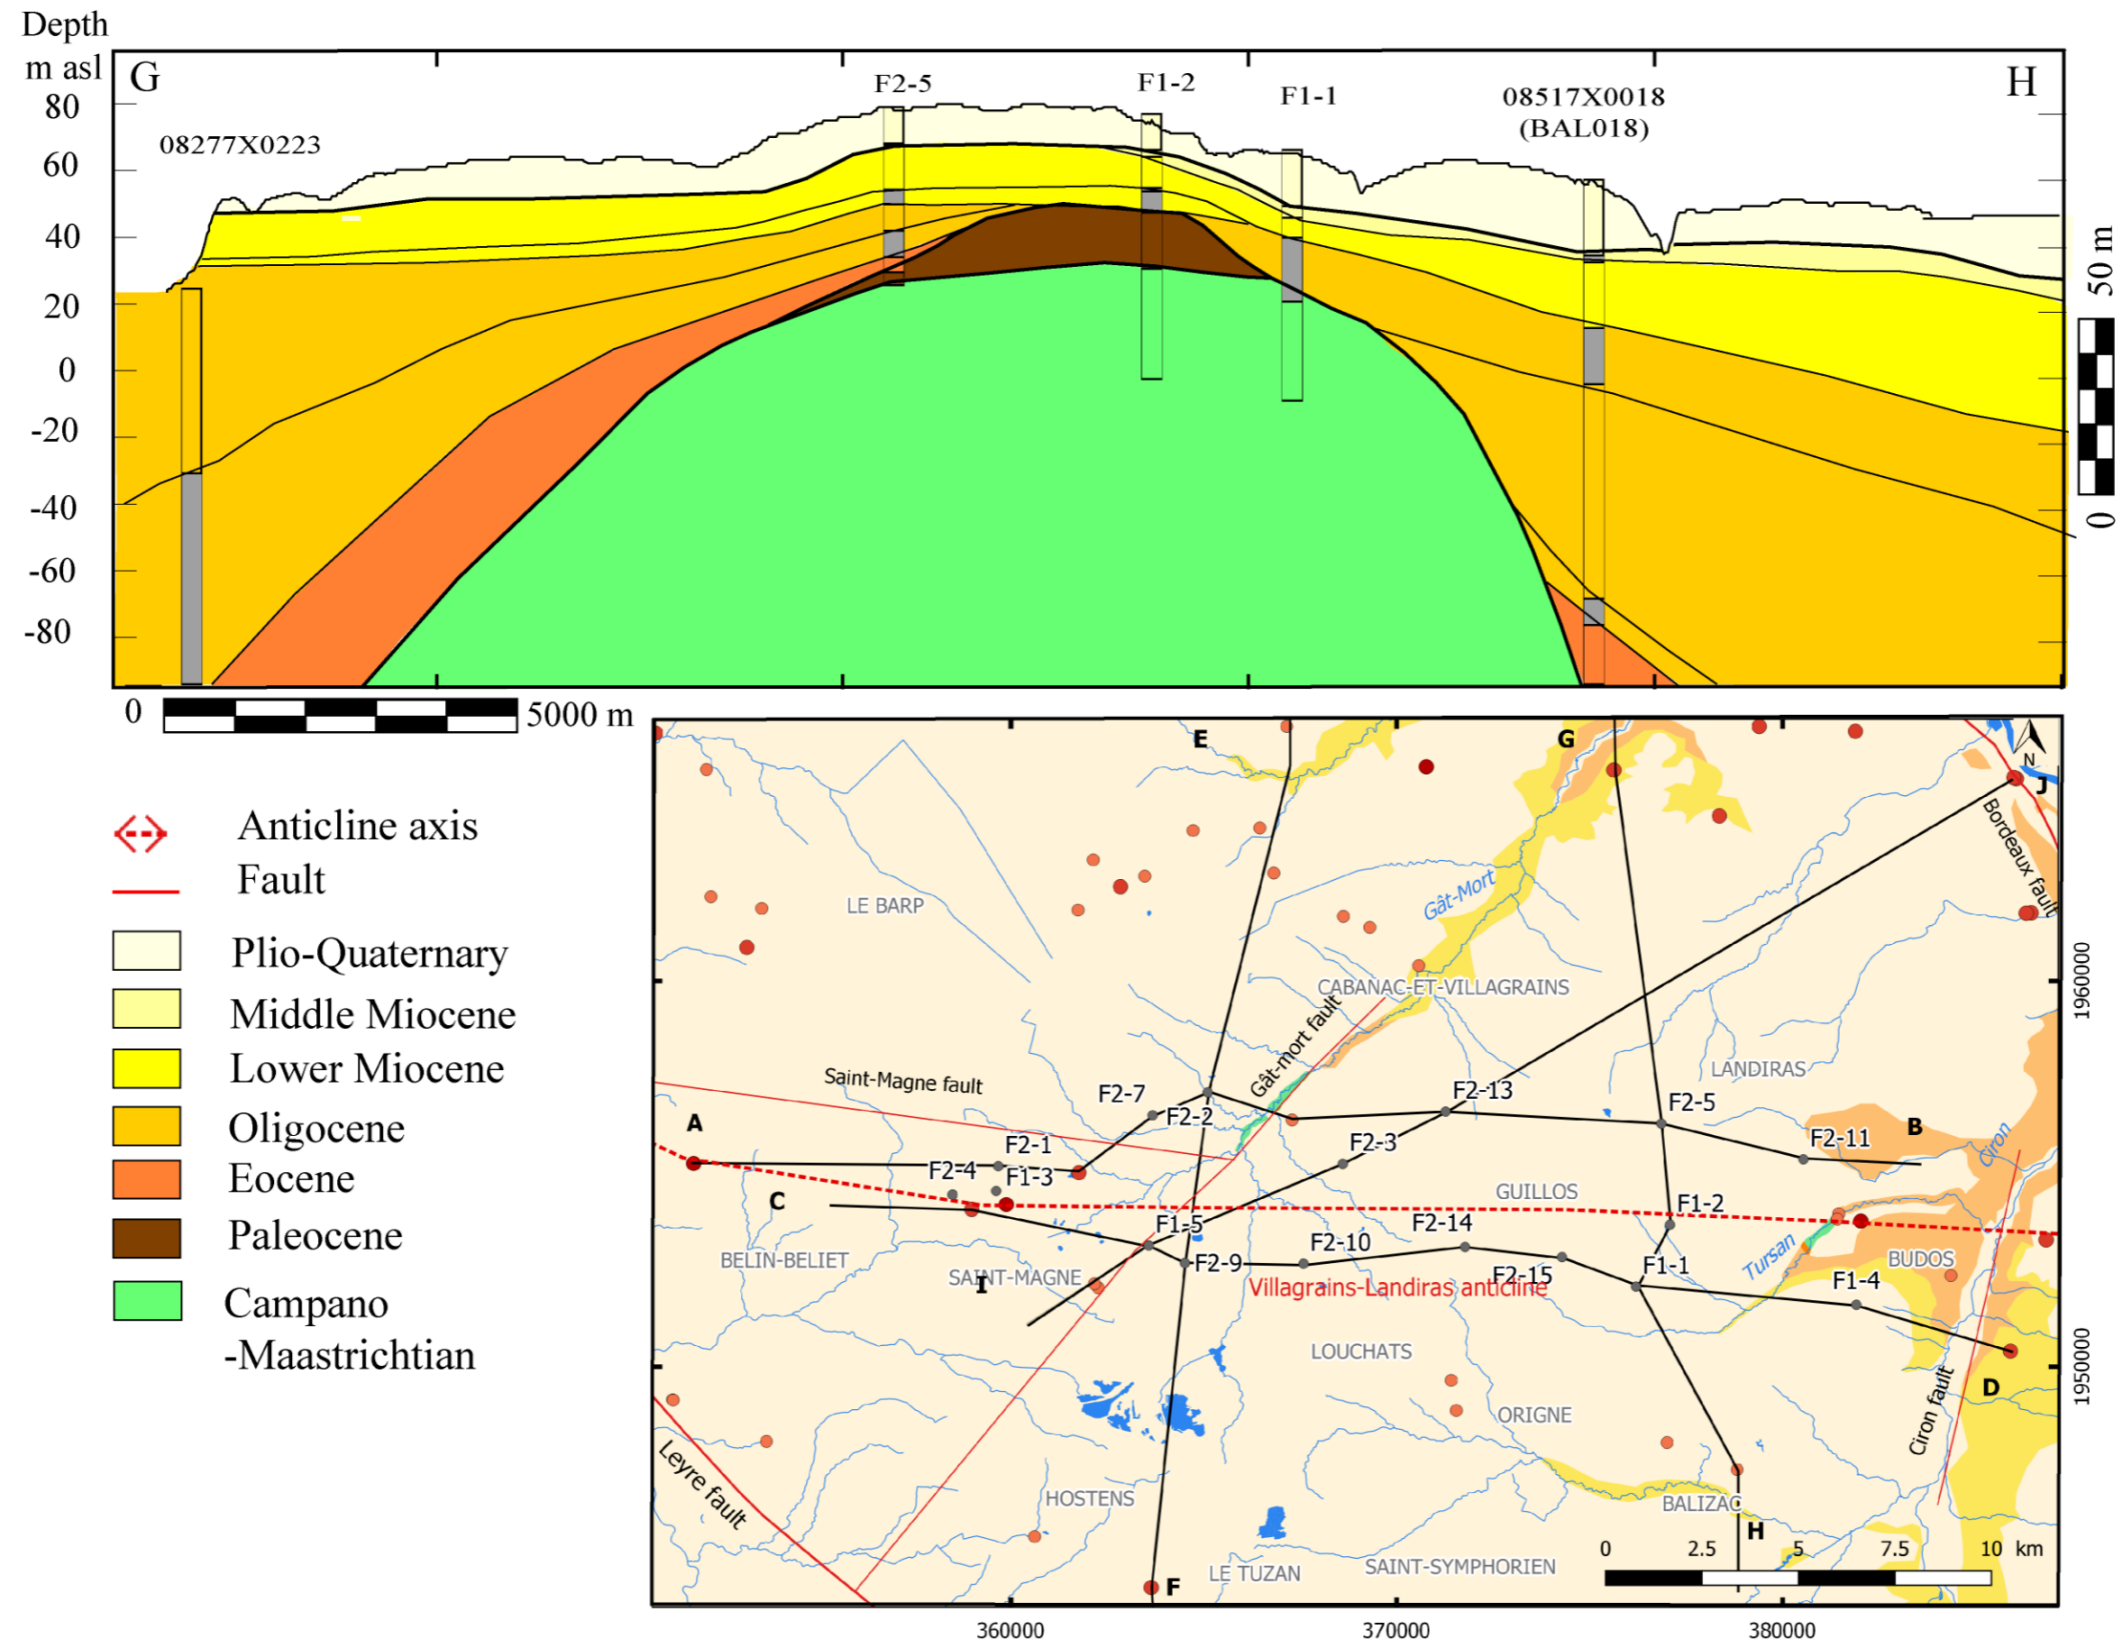 Depth
m asl
G
H
F2-5
F1-2
F1-1
08517X0018
(BAL018)
08277X0223
80
60
40
20
0
-20
-40
-60
-80
50 m
0
0
5000 m
Anticline axis
Fault
Plio-Quaternary
Middle Miocene
Lower Miocene
Oligocene
Eocene
Paleocene
Campano
-Maastrichtian
E
G
N
J
Bordeaux fault
LE BARP
Gât-Mort
CABANAC-ET-VILLAGRAINS
Gât-mort fault
1960000
Saint-Magne fault
LANDIRAS
A
F2-7
F2-2
F2-13
F2-5
F2-1
F2-3
F2-11
B
Ciron
F2-4
F1-3
C
GUILLOS
F1-2
F1-5
F2-14
F2-10
F2-9
BELIN-BELIET
SAINT-MAGNE
I
Villagrains-Landiras anticline
F2-15
F1-1
Tursan
BUDOS
F1-4
LOUCHATS
D
1950000
ORIGNE
Ciron fault
Leyre fault
HOSTENS
BALIZAC
H
F
LE TUZAN
SAINT-SYMPHORIEN
0
2.5
5
7.5
10 km
360000
370000
380000